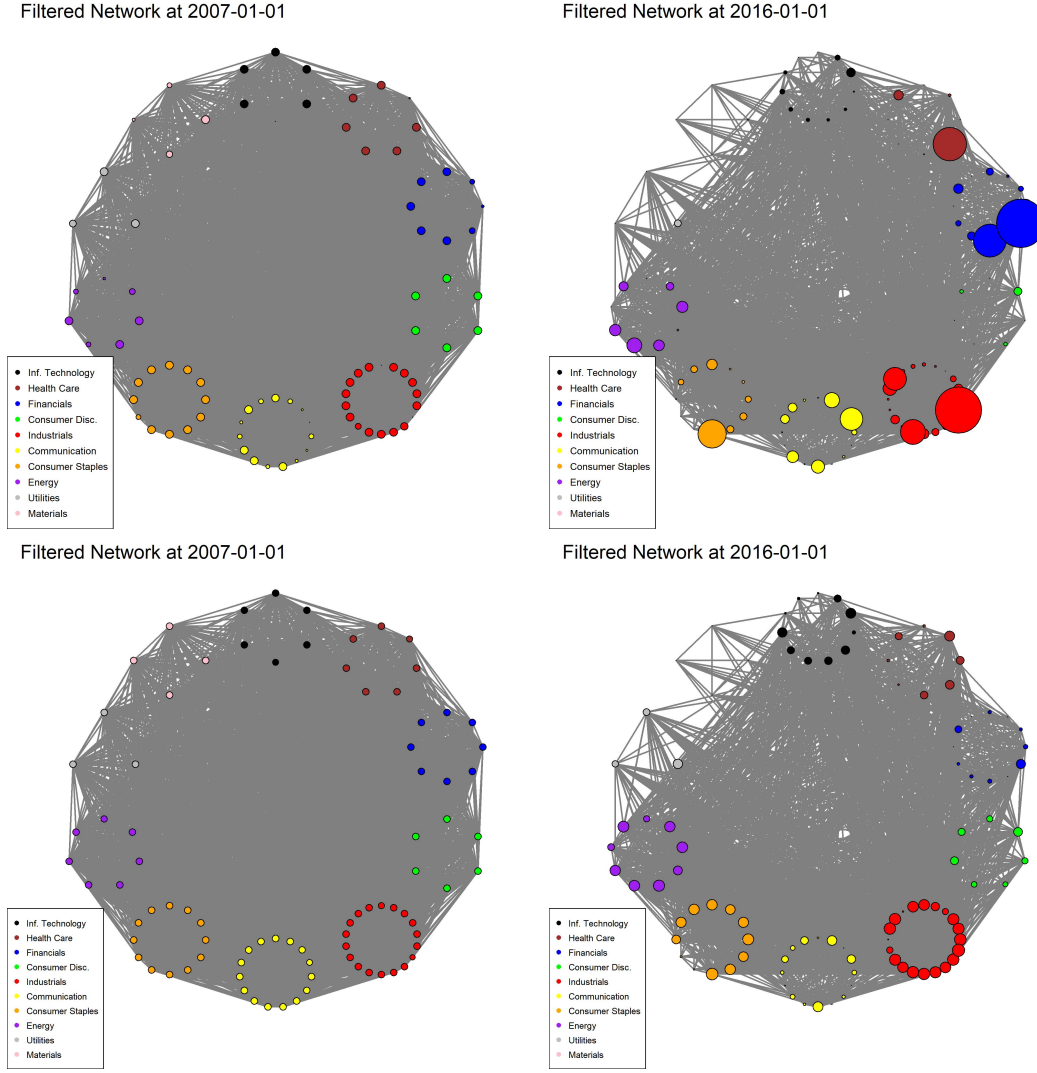 Filtered Network at 2007-01-01
Inf. Technology
Health Care
Financials
Consumer Disc.
Industrials
Communication
Consumer Staples
Energy
Utilities
Materials
Filtered Network at 2016-01-01
Inf. Technology
Health Care
Financials
Consumer Disc.
Industrials
Communication
Consumer Staples
Energy
Utilities
Materials
Filtered Network at 2007-01-01
Inf. Technology
Health Care
Financials
Consumer Disc.
Industrials
Communication
Consumer Staples
Energy
Utilities
Materials
Filtered Network at 2016-01-01
Inf. Technology
Health Care
Financials
Consumer Disc.
Industrials
Communication
Consumer Staples
Energy
Utilities
Materials